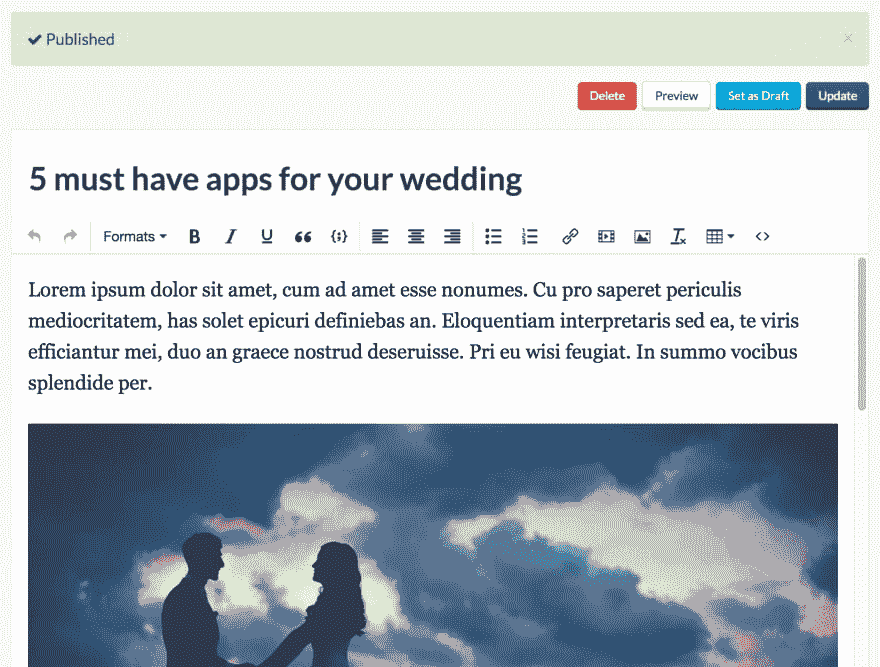 Published
×
Delete Preview Set as Draft Update
5 must have apps for your wedding
Formats B I U
Lorem ipsum dolor sit amet, cum ad amet esse nonumes. Cu pro saperet periculis
mediocritatem, has solet epicuri definiebas an. Eloquentiam interpretaris sed ea, te viris
efficiantur mei, duo an graece nostrud deseruisse. Pri eu wisi feugiat. In summo vocibus
splendide per.